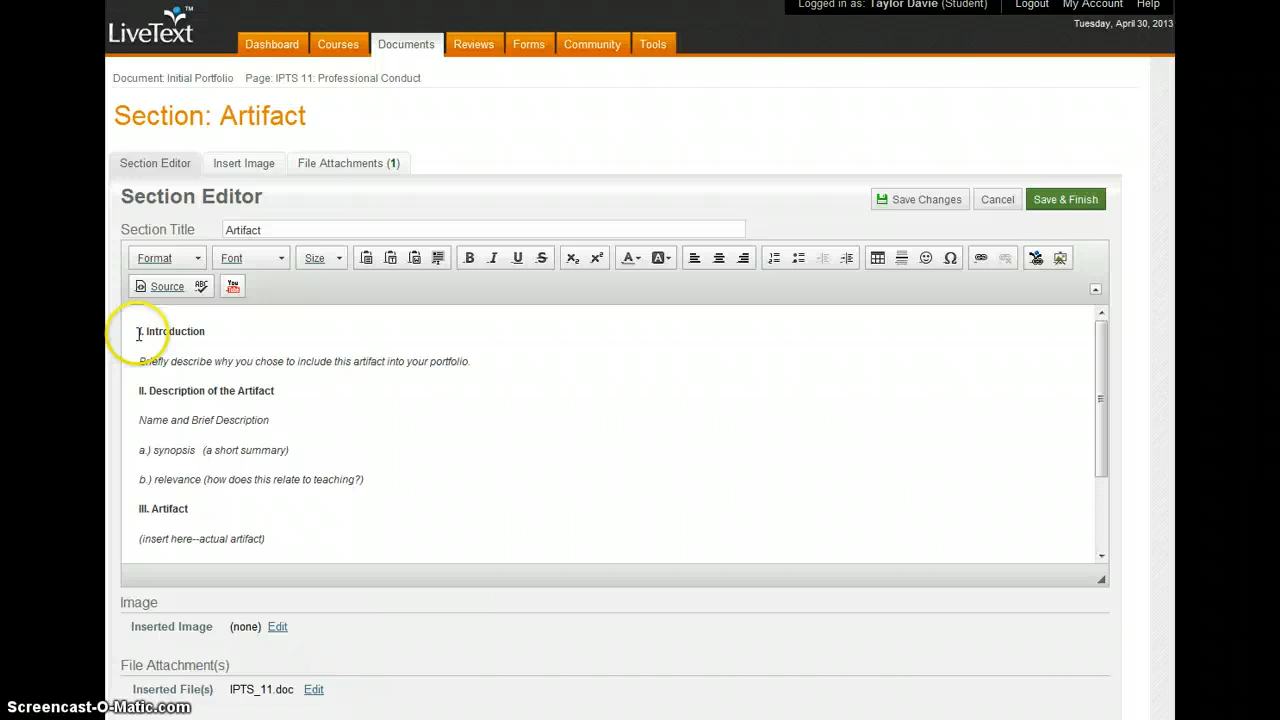 Logged in as: Taylor Davie (Student) Logout My Account Help
LiveText
Tuesday, April 30, 2013
Dashboard Courses Documents Reviews Forms Community Tools
Document: Initial Portfolio Page: IPTS 11: Professional Conduct
Section: Artifact
Section Editor Insert Image File Attachments (1)
Section Editor
Save Changes Cancel Save & Finish
Section Title Artifact
Format Font Size B I U S X₂ X² A A Ω
Source ABC You Tube
I. Introduction
Briefly describe why you chose to include this artifact into your portfolio.
II. Description of the Artifact
Name and Brief Description
a.) synopsis (a short summary)
b.) relevance (how does this relate to teaching?)
III. Artifact
(insert here--actual artifact)
Image
Inserted Image (none) Edit
File Attachment(s)
Inserted File(s) IPTS_11.doc Edit
Screencast-O-Matic.com